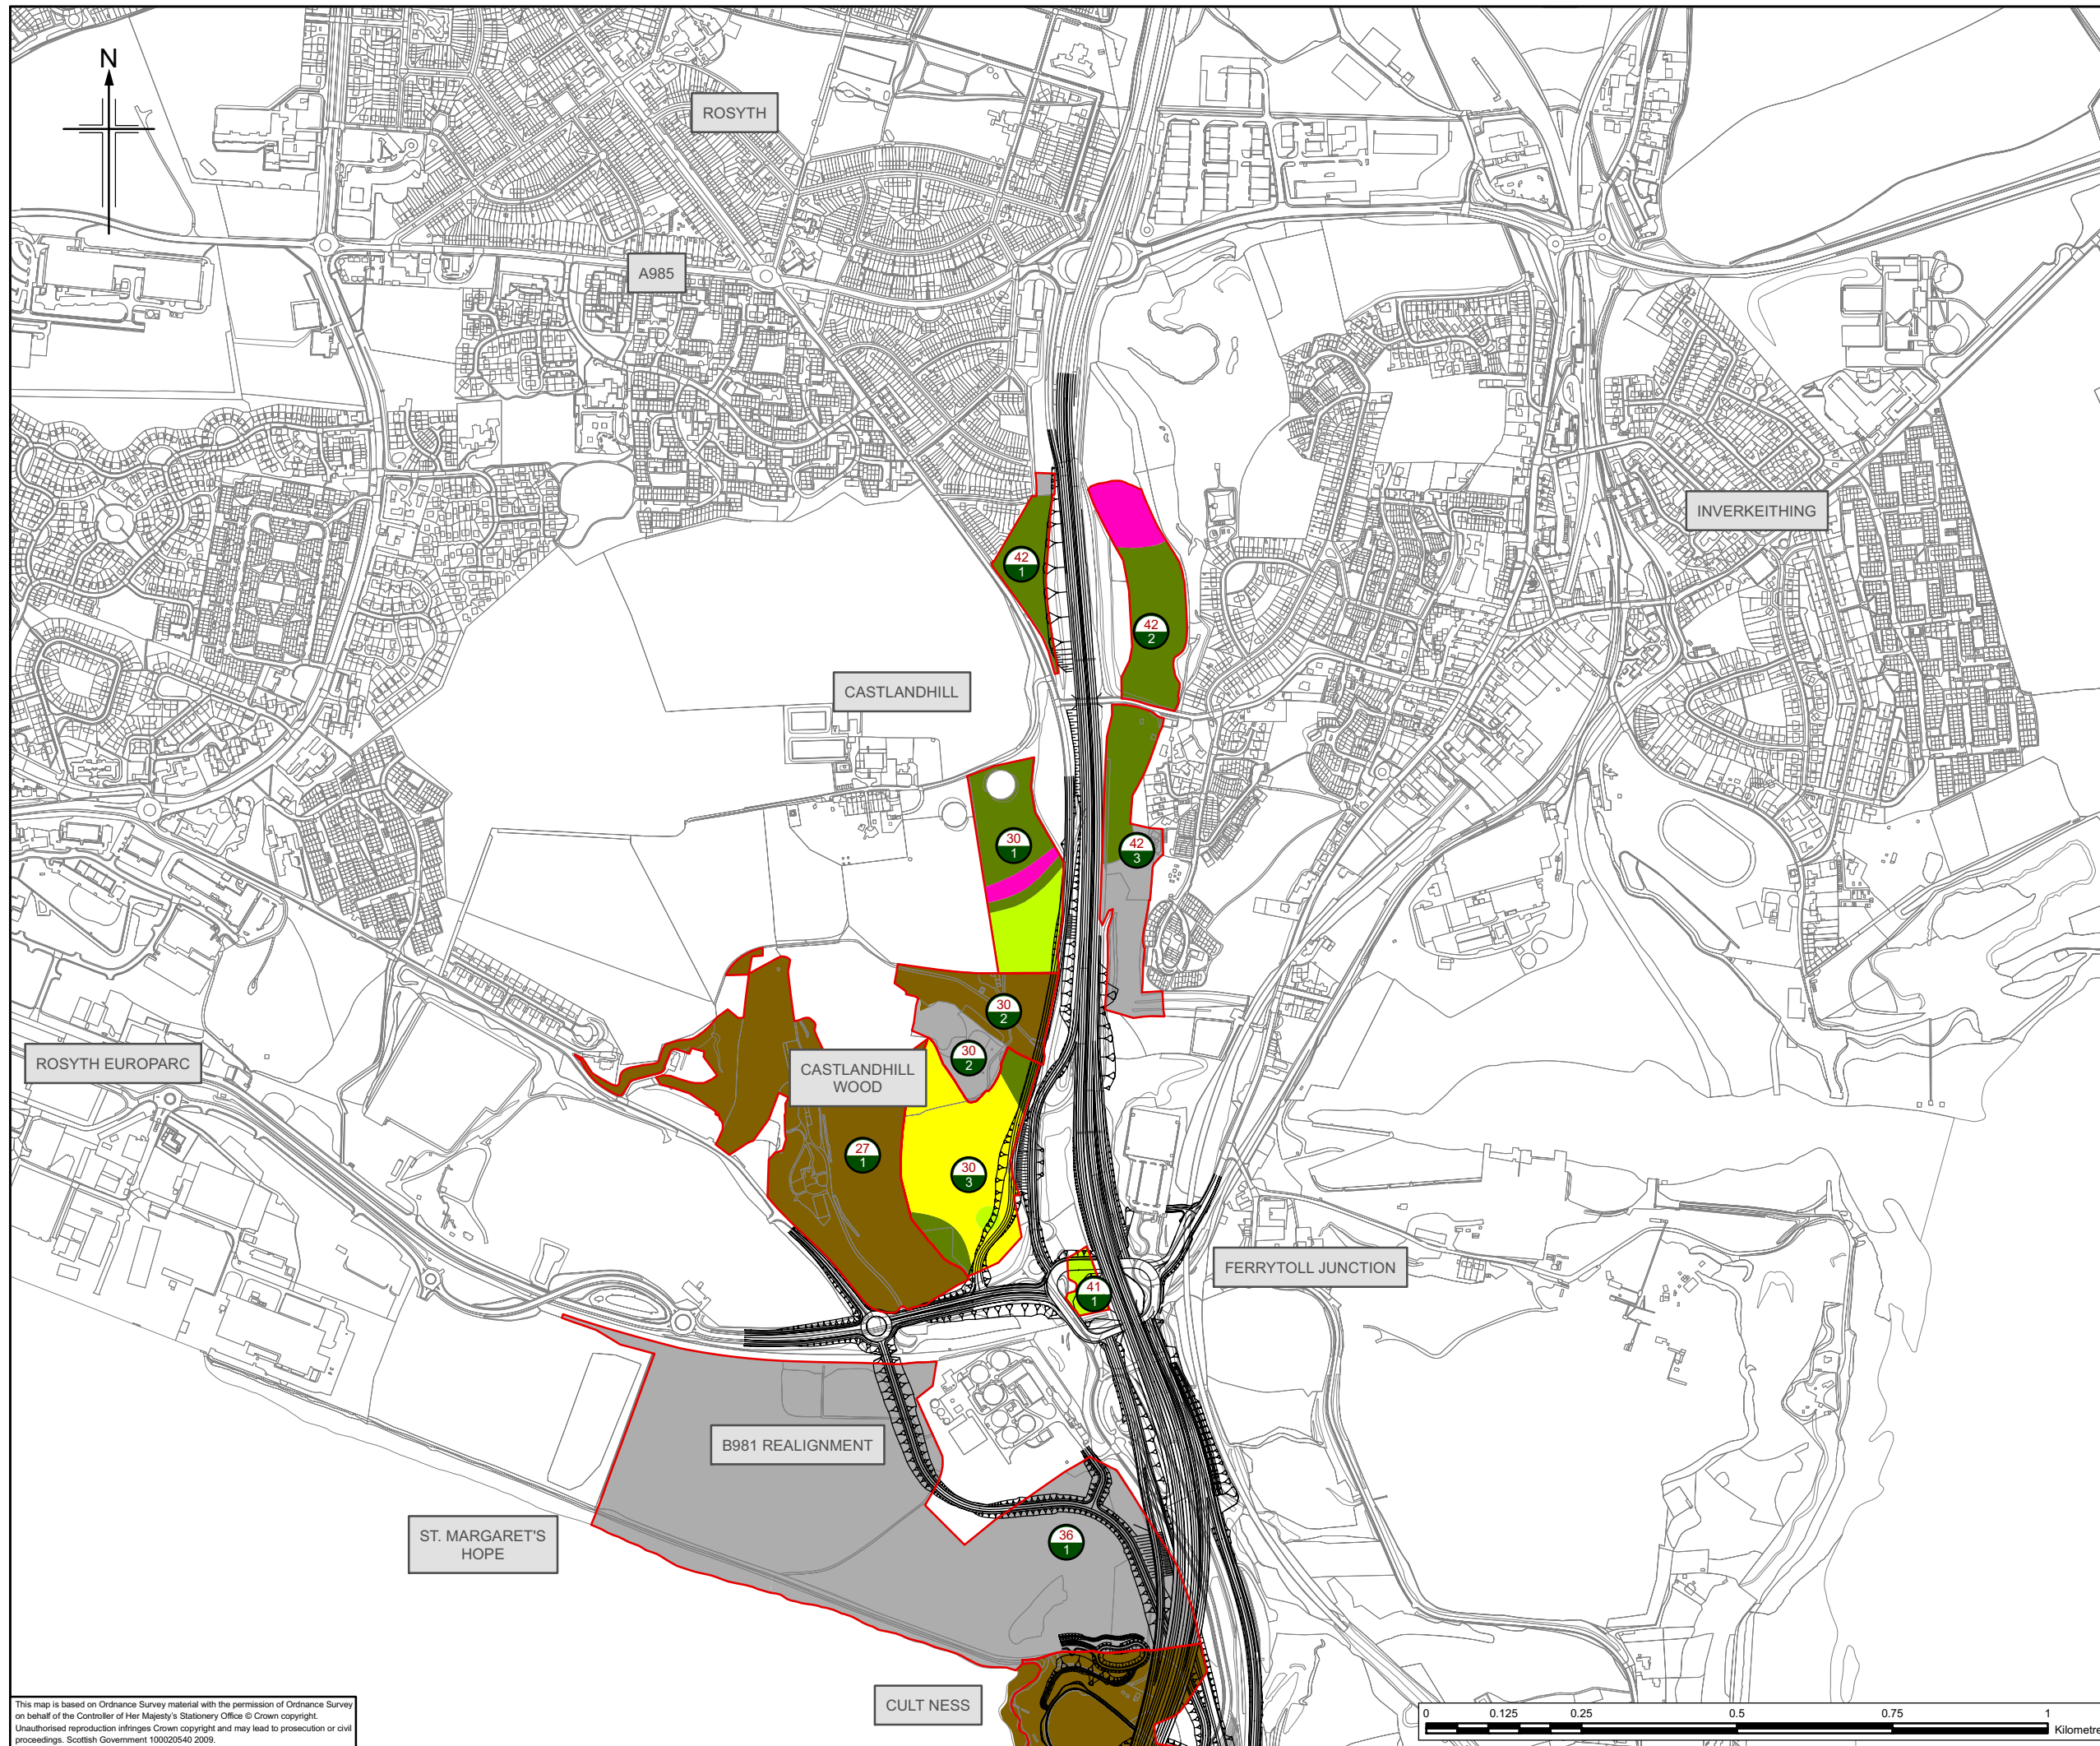 N
ROSYTH
A985
INVERKEITHING
42
1
42
2
CASTLANDHILL
30
1
42
3
30
2
ROSYTH EUROPARC
30
2
CASTLANDHILL
WOOD
27
1
30
3
FERRYTOLL JUNCTION
41
1
B981 REALIGNMENT
ST. MARGARET'S
HOPE
36
1
CULT NESS
This map is based on Ordnance Survey material with the permission of Ordnance Survey
on behalf of the Controller of Her Majesty's Stationery Office © Crown copyright.
Unauthorised reproduction infringes Crown copyright and may lead to prosecution or civil
proceedings. Scottish Government 100020540 2009.
0 0.125 0.25 0.5 0.75 1
Kilometre